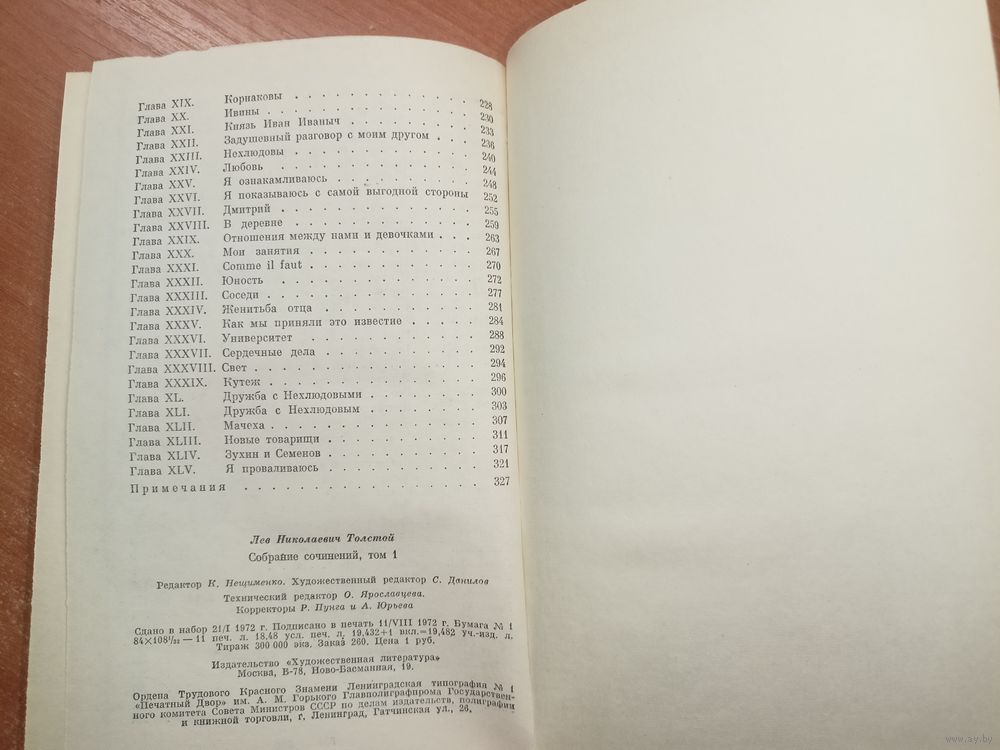 Глава XIX. Корнаковы . . . . . . . . . . . . 228
Глава XX. Ивины . . . . . . . . . . . . . 230
Глава XXI. Князь Иван Иваныч . . . . . . . . . 233
Глава XXII. Задушевный разговор с моим другом . . . 236
Глава XXIII. Нехлюдовы . . . . . . . . . . . . 240
Глава XXIV. Любовь . . . . . . . . . . . . . 244
Глава XXV. Я ознакамливаюсь . . . . . . . . . 248
Глава XXVI. Я показываюсь с самой выгодной стороны 252
Глава XXVII. Дмитрий . . . . . . . . . . . . 255
Глава XXVIII. В деревне . . . . . . . . . . . . 259
Глава XXIX. Отношения между нами и девочками . . . 263
Глава XXX. Мои занятия . . . . . . . . . . . 267
Глава XXXI. Comme il faut . . . . . . . . . . . 270
Глава XXXII. Юность . . . . . . . . . . . . . 272
Глава XXXIII. Соседи . . . . . . . . . . . . . 277
Глава XXXIV. Женитьба отца . . . . . . . . . . 281
Глава XXXV. Как мы приняли это известие . . . . . 284
Глава XXXVI. Университет . . . . . . . . . . . 288
Глава XXXVII. Сердечные дела . . . . . . . . . . 292
Глава XXXVIII. Свет . . . . . . . . . . . . . . 294
Глава XXXIX. Кутеж . . . . . . . . . . . . . 296
Глава XL. Дружба с Нехлюдовыми . . . . . . . . 300
Глава XLI. Дружба с Нехлюдовым . . . . . . . . 303
Глава XLII. Мачеха . . . . . . . . . . . . . 307
Глава XLIII. Новые товарищи . . . . . . . . . . 311
Глава XLIV. Зухин и Семенов . . . . . . . . . . 317
Глава XLV. Я проваливаюсь . . . . . . . . . . 321
Примечания . . . . . . . . . . . . . . . . . 327
Лев Николаевич Толстой
Собрание сочинений, том 1
Редактор К. Нещименко. Художественный редактор С. Данилов
Технический редактор О. Ярославцева.
Корректоры Р. Пунга и А. Юрьева
Сдано в набор 21/I 1972 г. Подписано в печать 11/VIII 1972 г. Бумага № 1
84×108¹/₃₂ — 11 печ. л. 18,48 усл. печ. л. 19,432+1 вкл.=19,482 уч.-изд. л.
Тираж 300 000 экз. Заказ 260. Цена 1 руб.
Издательство «Художественная литература»
Москва, Б-78, Ново-Басманная, 19.
Ордена Трудового Красного Знамени Ленинградская типография № 1
«Печатный Двор» им. А. М. Горького Главполиграфпрома Государствен-
ного комитета Совета Министров СССР по делам издательств, полиграфии
и книжной торговли, г. Ленинград, Гатчинская ул., 26.
www.ay.by